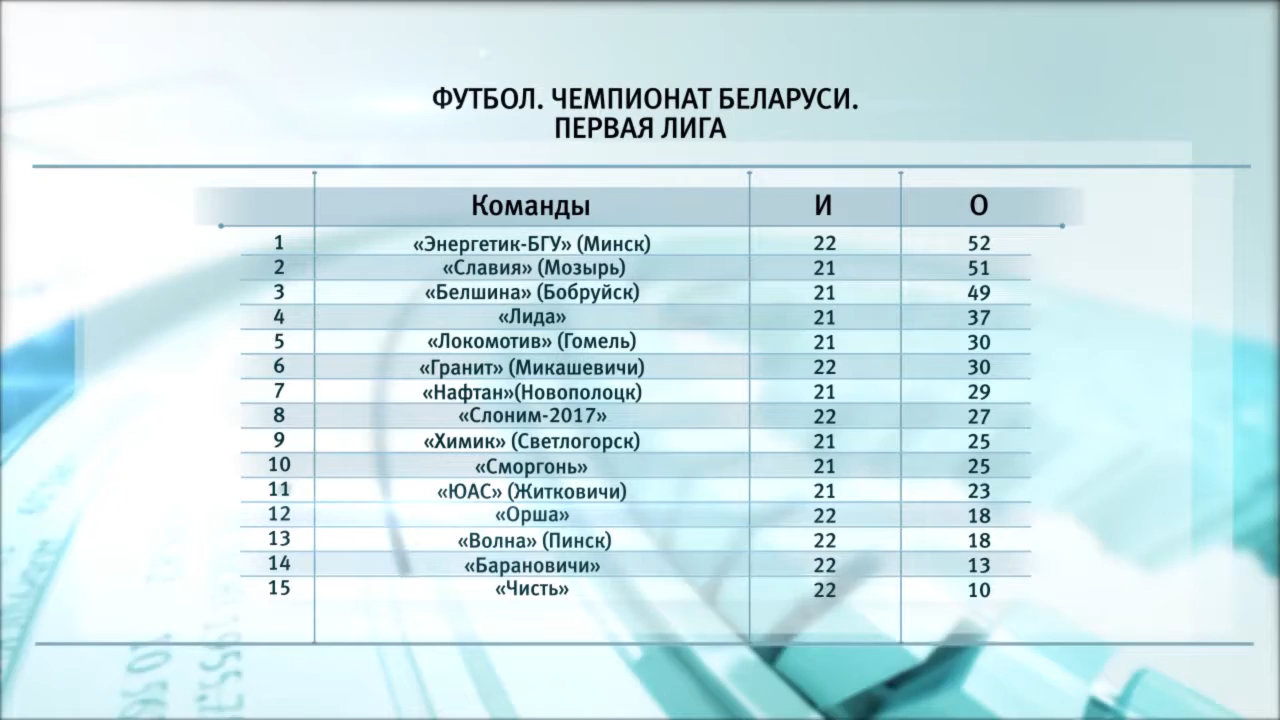 ФУТБОЛ. ЧЕМПИОНАТ БЕЛАРУСИ.
ПЕРВАЯ ЛИГА
Команды И О
1 «Энергетик-БГУ» (Минск) 22 52
2 «Славия» (Мозырь) 21 51
3 «Белшина» (Бобруйск) 21 49
4 «Лида» 21 37
5 «Локомотив» (Гомель) 21 30
6 «Гранит» (Микашевичи) 22 30
7 «Нафтан»(Новополоцк) 21 29
8 «Слоним-2017» 22 27
9 «Химик» (Светлогорск) 21 25
10 «Сморгонь» 21 25
11 «ЮАС» (Житковичи) 21 23
12 «Орша» 22 18
13 «Волна» (Пинск) 22 18
14 «Барановичи» 22 13
15 «Чисть» 22 10